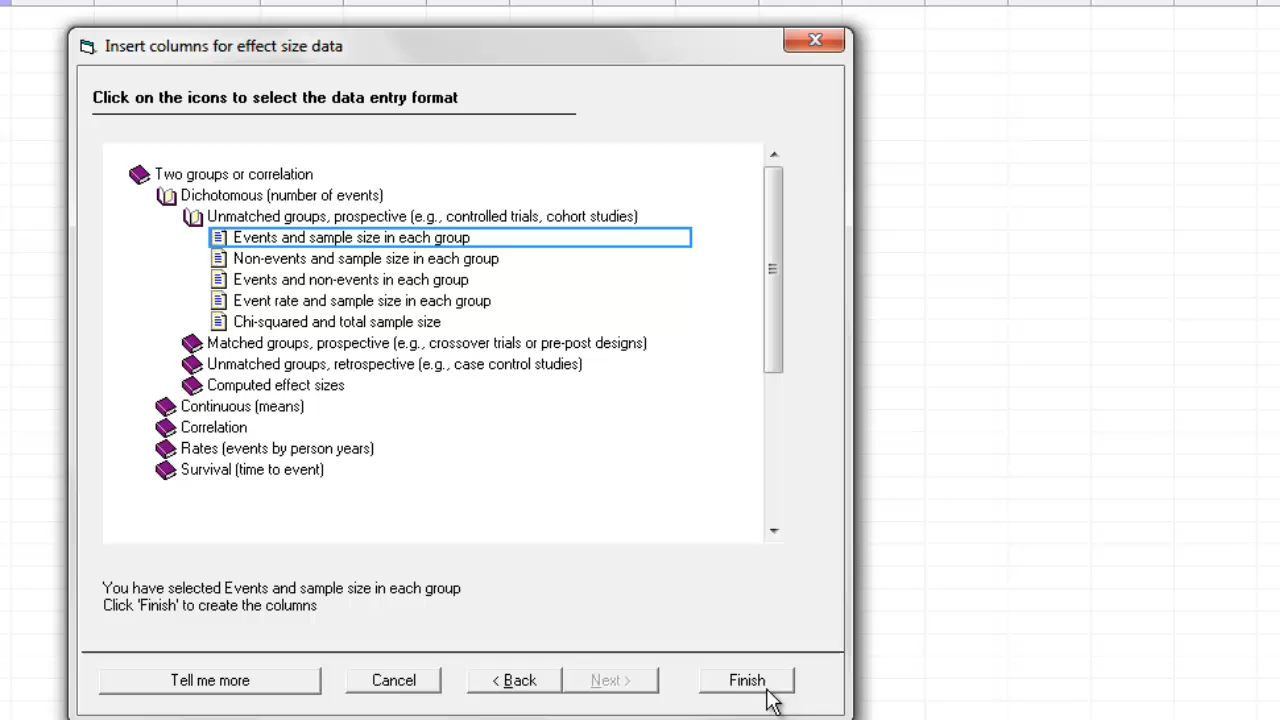 Insert columns for effect size data
Click on the icons to select the data entry format
Two groups or correlation
Dichotomous (number of events)
Unmatched groups, prospective (e.g., controlled trials, cohort studies)
Events and sample size in each group
Non-events and sample size in each group
Events and non-events in each group
Event rate and sample size in each group
Chi-squared and total sample size
Matched groups, prospective (e.g., crossover trials or pre-post designs)
Unmatched groups, retrospective (e.g., case control studies)
Computed effect sizes
Continuous (means)
Correlation
Rates (events by person years)
Survival (time to event)
You have selected Events and sample size in each group
Click 'Finish' to create the columns
Tell me more Cancel < Back Next > Finish